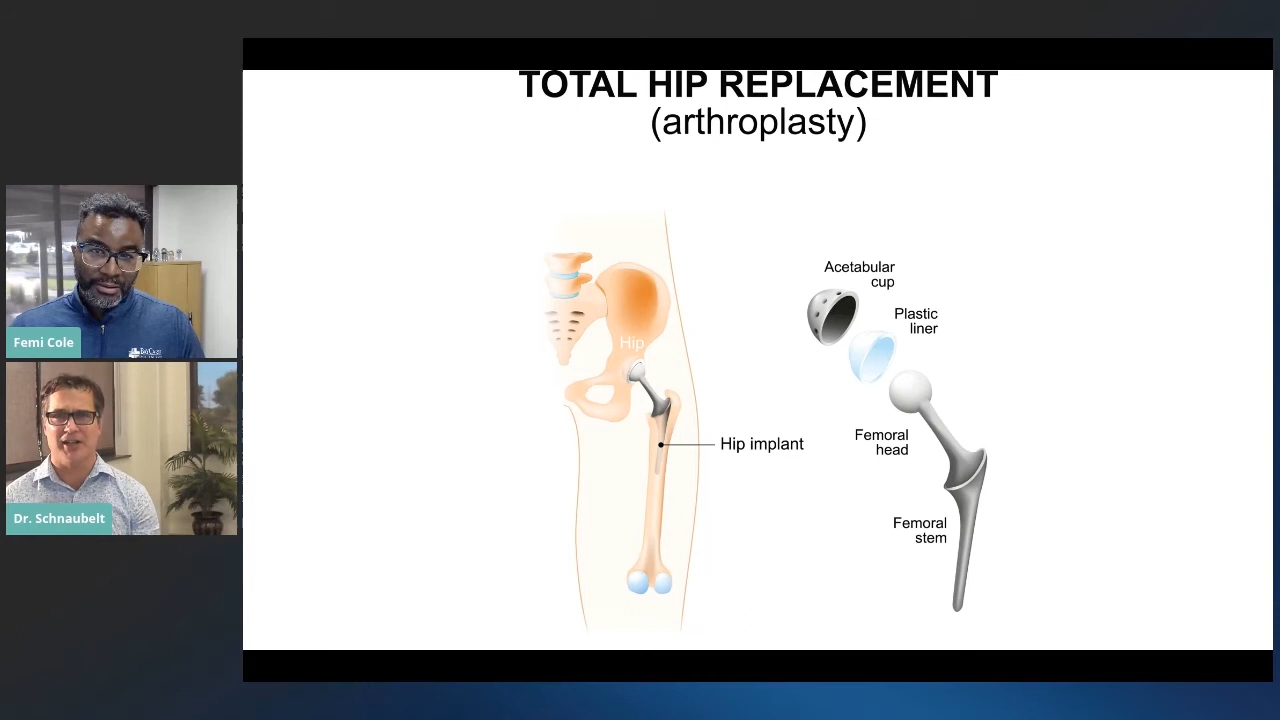 TOTAL HIP REPLACEMENT
(arthroplasty)
Acetabular
cup
Plastic
liner
Hip
Femoral
head
Hip implant
Femoral
stem
Femi Cole
BayCare
Dr. Schnaubelt